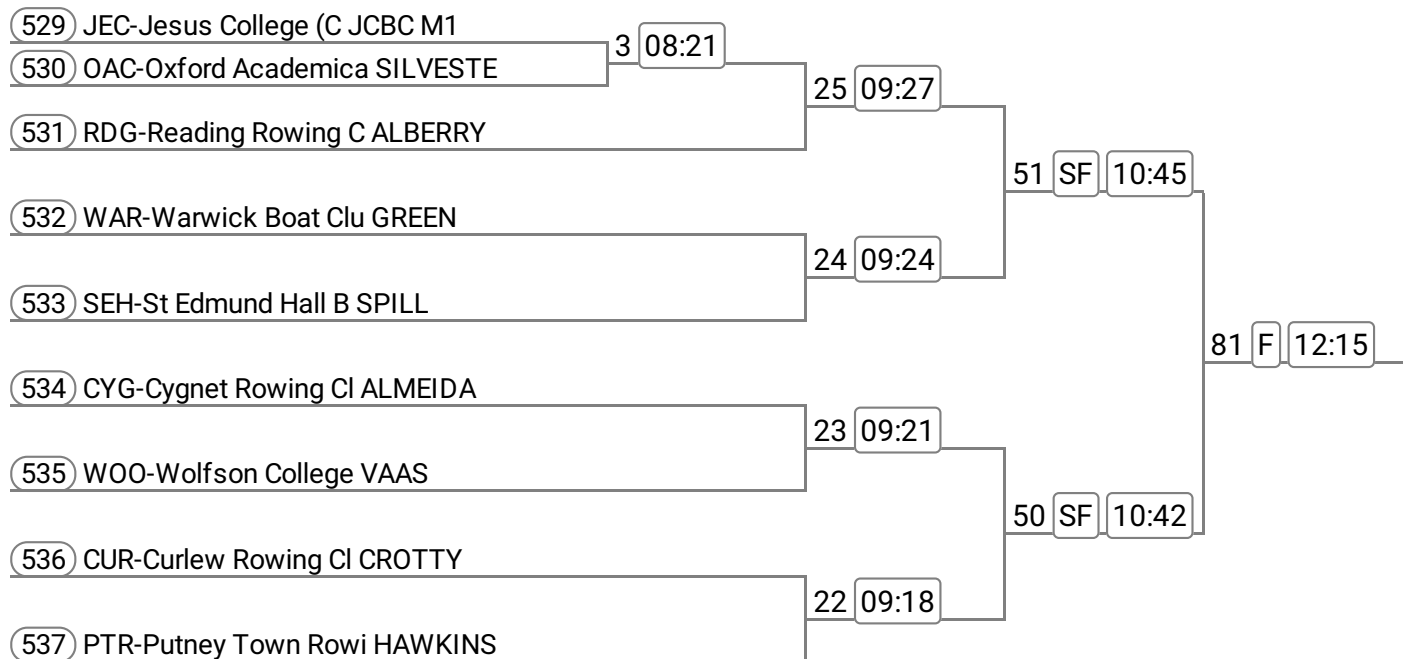 529 JEC-Jesus College (C JCBC M1
3 08:21
530 OAC-Oxford Academica SILVESTE
25 09:27
531 RDG-Reading Rowing C ALBERRY
51 SF 10:45
532 WAR-Warwick Boat Clu GREEN
24 09:24
533 SEH-St Edmund Hall B SPILL
81 F 12:15
534 CYG-Cygnet Rowing Cl ALMEIDA
23 09:21
535 WOO-Wolfson College VAAS
50 SF 10:42
536 CUR-Curlew Rowing Cl CROTTY
22 09:18
537 PTR-Putney Town Rowi HAWKINS